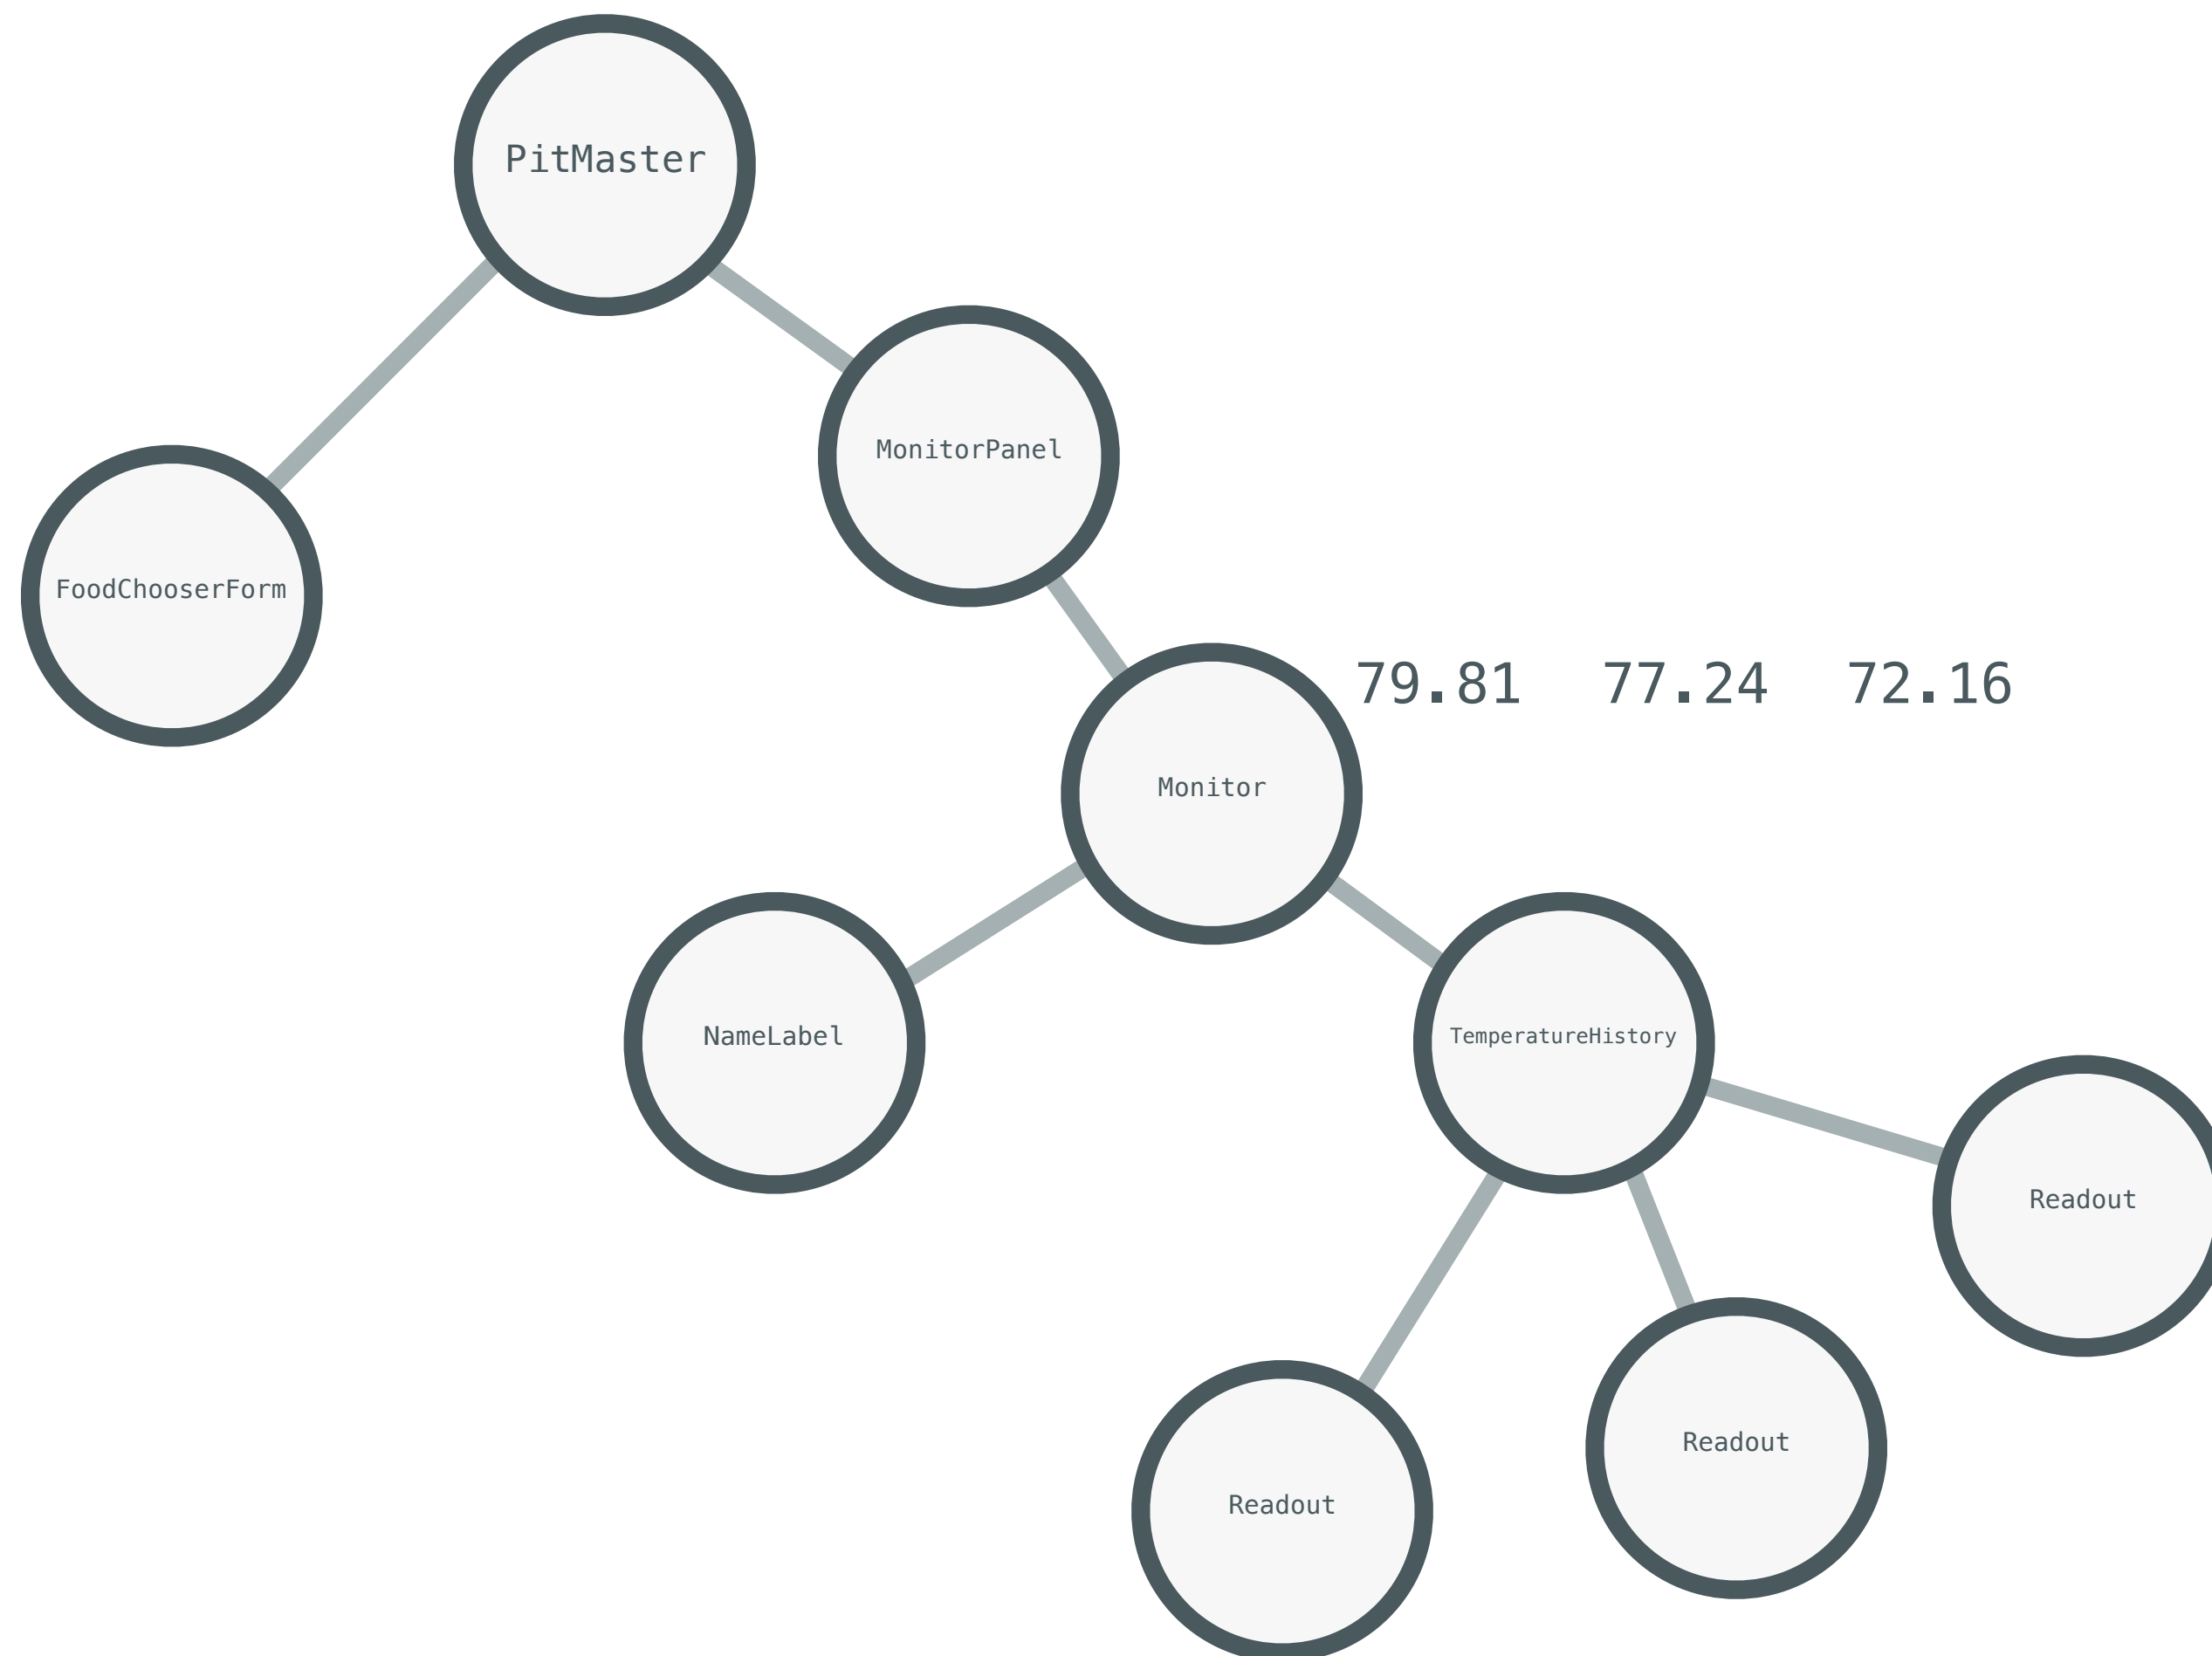 PitMaster
MonitorPanel
FoodChooserForm
79.81 77.24 72.16
Monitor
NameLabel
TemperatureHistory
Readout
Readout
Readout